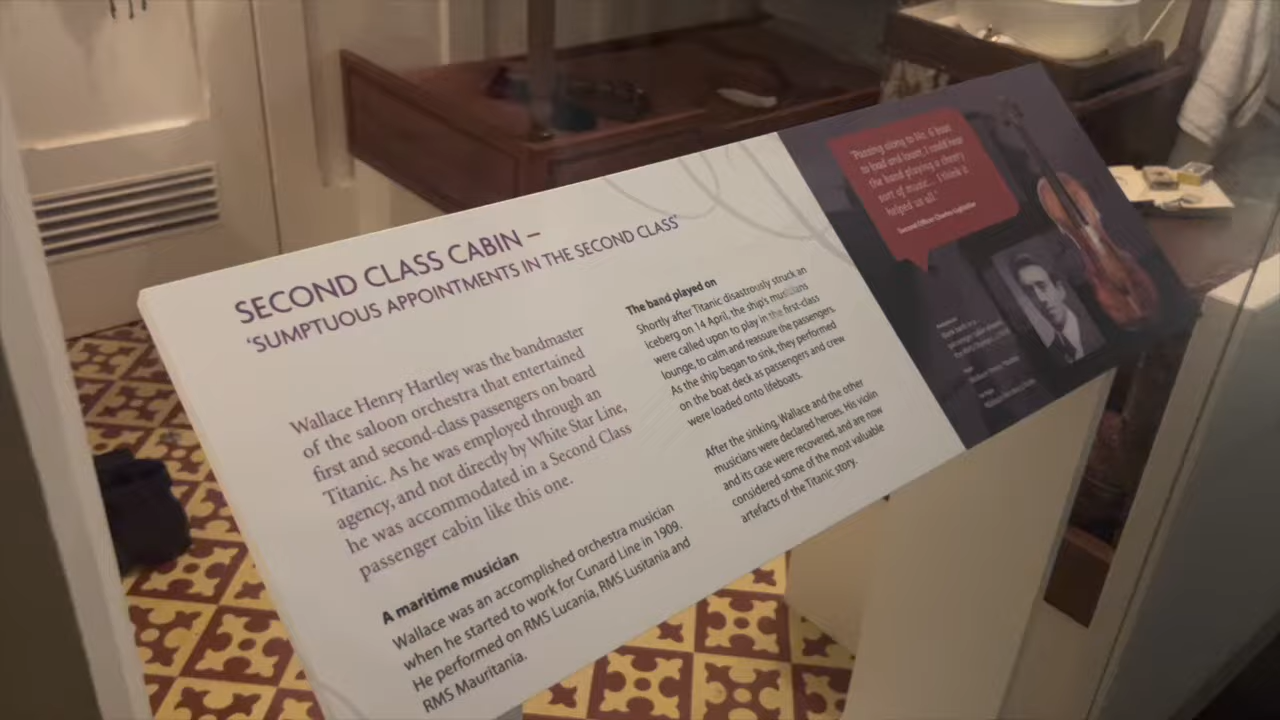 SECOND CLASS CABIN –
'SUMPTUOUS APPOINTMENTS IN THE SECOND CLASS'
Wallace Henry Hartley was the bandmaster
of the saloon orchestra that entertained
first and second-class passengers on board
Titanic. As he was employed through an
agency, and not directly by White Star Line,
he was accommodated in a Second Class
passenger cabin like this one.
A maritime musician
Wallace was an accomplished orchestra musician
when he started to work for Cunard Line in 1909.
He performed on RMS Lucania, RMS Lusitania and
RMS Mauritania.
The band played on
Shortly after Titanic disastrously struck an
iceberg on 14 April, the ship's musicians
were called upon to play in the first-class
lounge, to calm and reassure the passengers.
As the ship began to sink, they performed
on the boat deck as passengers and crew
were loaded onto lifeboats.
After the sinking, Wallace and the other
musicians were declared heroes. His violin
and its case were recovered, and are now
considered some of the most valuable
artefacts of the Titanic story.
"Passing along to No. 6 boat
to load and lower, I could hear
the band playing a cheery
sort of music... I think it
helped us all."
Second Officer Charles Lightoller